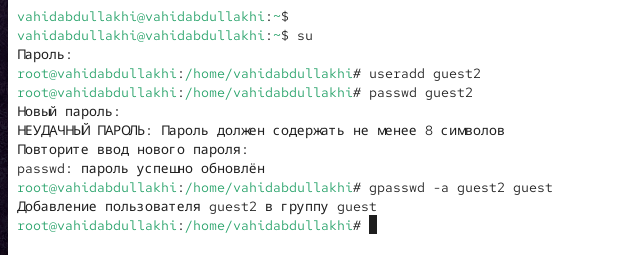 vahidabdullakhi@vahidabdullakhi:~$
vahidabdullakhi@vahidabdullakhi:~$ su
Пароль:
root@vahidabdullakhi:/home/vahidabdullakhi# useradd guest2
root@vahidabdullakhi:/home/vahidabdullakhi# passwd guest2
Новый пароль:
НЕУДАЧНЫЙ ПАРОЛЬ: Пароль должен содержать не менее 8 символов
Повторите ввод нового пароля:
passwd: пароль успешно обновлён
root@vahidabdullakhi:/home/vahidabdullakhi# gpasswd -a guest2 guest
Добавление пользователя guest2 в группу guest
root@vahidabdullakhi:/home/vahidabdullakhi#